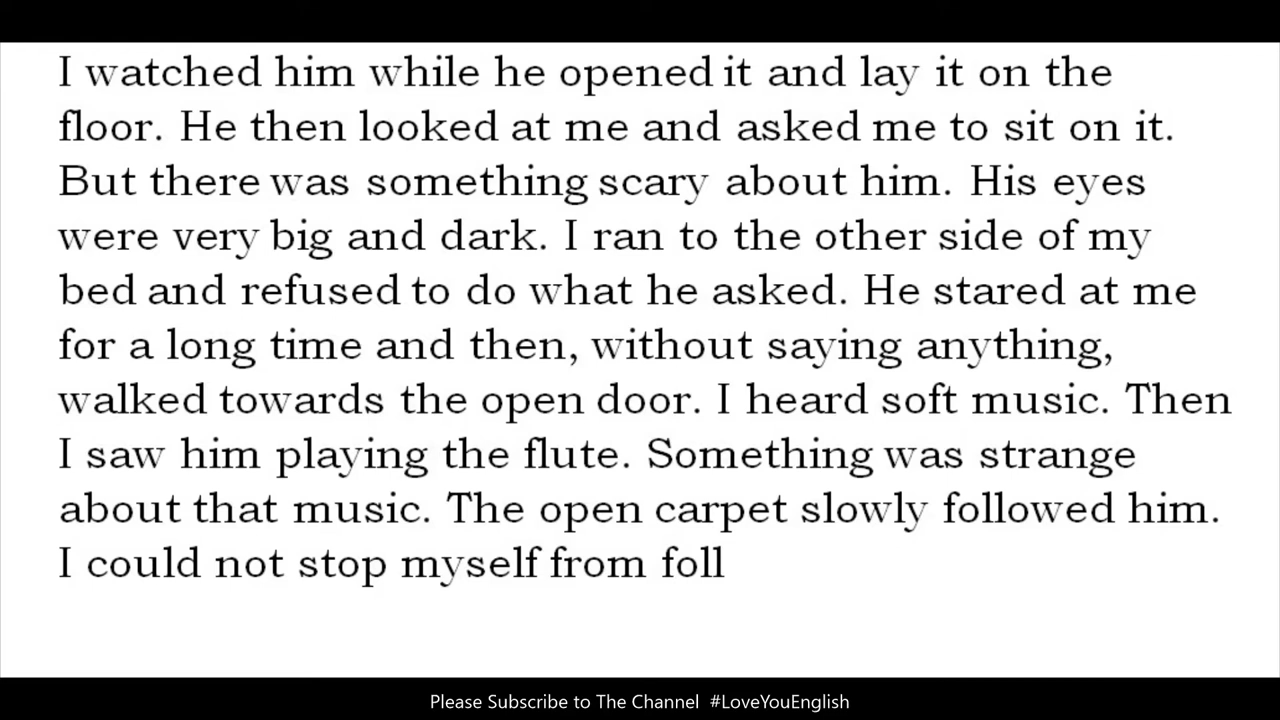 I watched him while he opened it and lay it on the
floor. He then looked at me and asked me to sit on it.
But there was something scary about him. His eyes
were very big and dark. I ran to the other side of my
bed and refused to do what he asked. He stared at me
for a long time and then, without saying anything,
walked towards the open door. I heard soft music. Then
I saw him playing the flute. Something was strange
about that music. The open carpet slowly followed him.
I could not stop myself from foll
Please Subscribe to The Channel #LoveYouEnglish